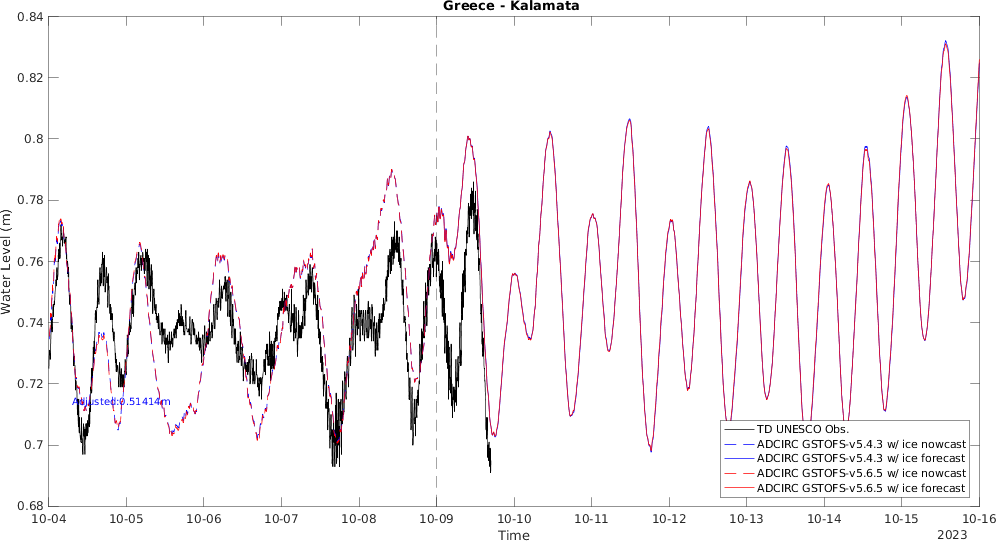 Greece - Kalamata
Water Level (m)
0.84
0.82
0.8
0.78
0.76
0.74
0.72
0.7
0.68
Adjusted:0.51414m
TD UNESCO Obs.
ADCIRC GSTOFS-v5.4.3 w/ ice nowcast
ADCIRC GSTOFS-v5.4.3 w/ ice forecast
ADCIRC GSTOFS-v5.6.5 w/ ice nowcast
ADCIRC GSTOFS-v5.6.5 w/ ice forecast
10-04 10-05 10-06 10-07 10-08 10-09 10-10 10-11 10-12 10-13 10-14 10-15 10-16
Time
2023